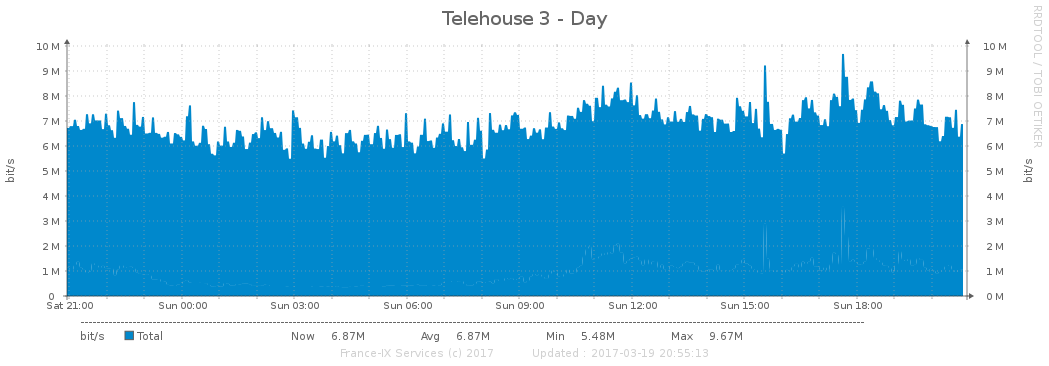 Telehouse 3 - Day
RRDTOOL / TOBI OETIKER
bit/s
10 M
9 M
8 M
7 M
6 M
5 M
4 M
3 M
2 M
1 M
0
10 M
9 M
8 M
7 M
6 M
5 M
4 M
3 M
2 M
1 M
0 M
bit/s
Sat 21:00 Sun 00:00 Sun 03:00 Sun 06:00 Sun 09:00 Sun 12:00 Sun 15:00 Sun 18:00
bit/s Total Now 6.87M Avg 6.87M Min 5.48M Max 9.67M
France-IX Services (c) 2017 Updated : 2017-03-19 20:55:13